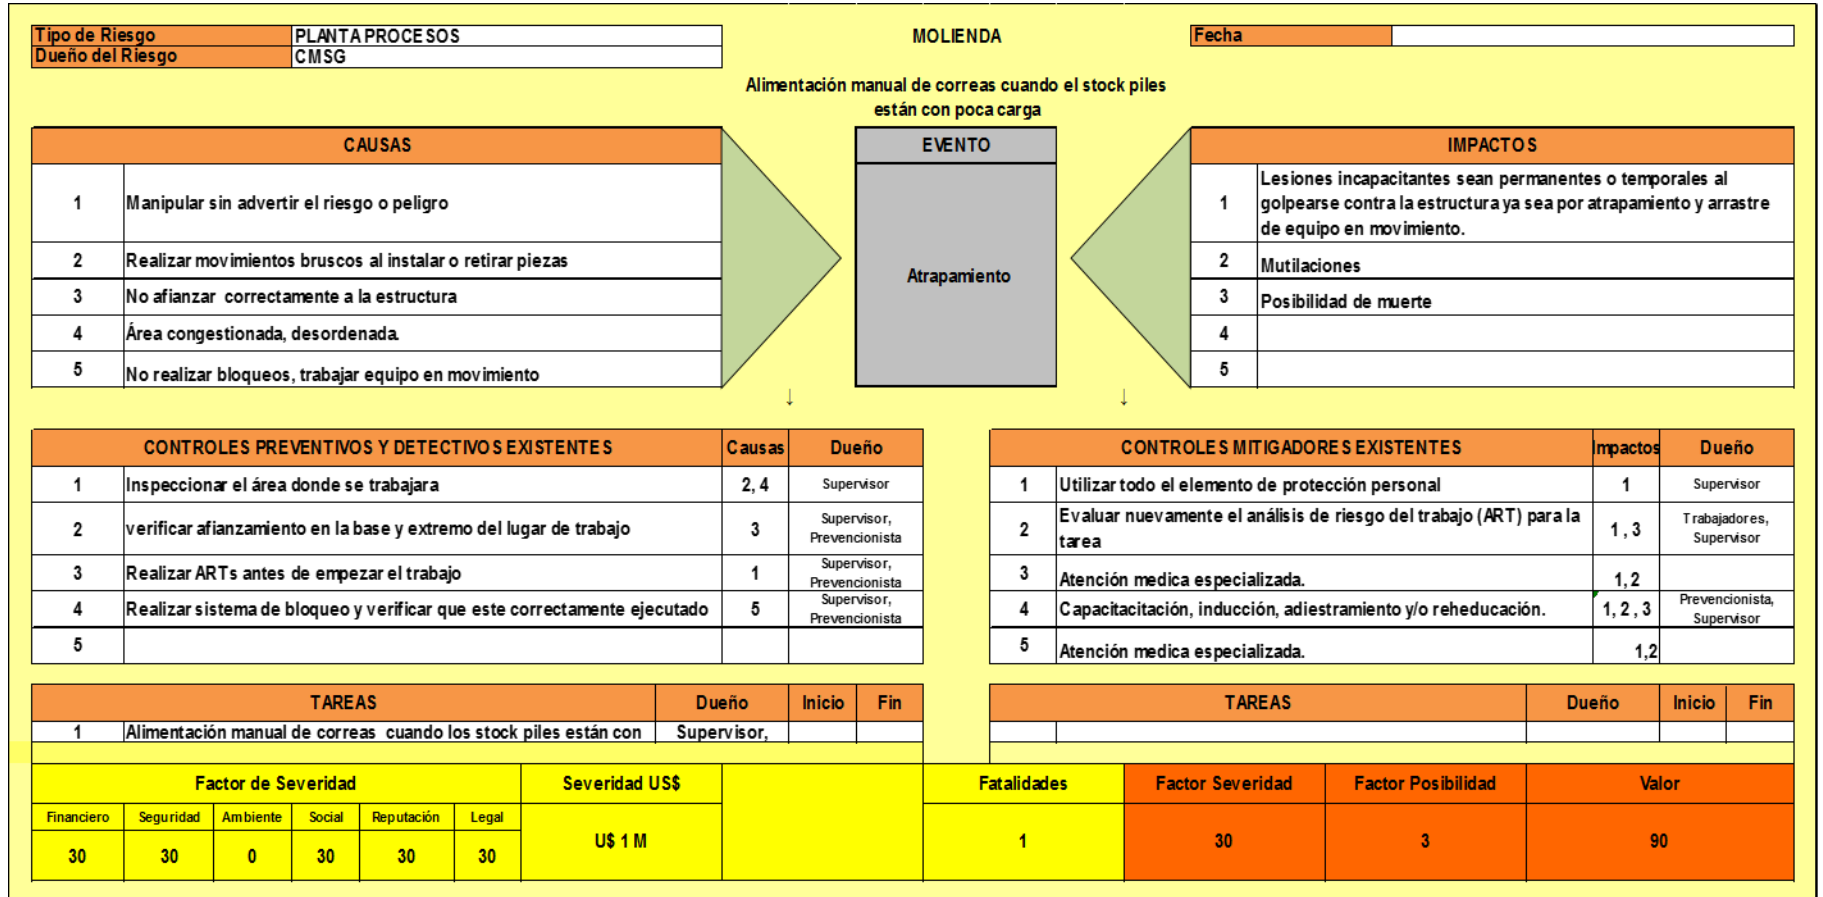 Tipo de Riesgo PLANTA PROCESOS MOLIENDA Fecha
Dueño del Riesgo CMSG
Alimentación manual de correas cuando el stock piles
están con poca carga
CAUSAS
1 Manipular sin advertir el riesgo o peligro
2 Realizar movimientos bruscos al instalar o retirar piezas
3 No afianzar correctamente a la estructura
4 Área congestionada, desordenada.
5 No realizar bloqueos, trabajar equipo en movimiento
EVENTO
Atrapamiento
IMPACTOS
1 Lesiones incapacitantes sean permanentes o temporales al
golpearse contra la estructura ya sea por atrapamiento y arrastre
de equipo en movimiento.
2 Mutilaciones
3 Posibilidad de muerte
4
5
↓ ↓
CONTROLES PREVENTIVOS Y DETECTIVOS EXISTENTES Causas Dueño
1 Inspeccionar el área donde se trabajara 2, 4 Supervisor
2 verificar afianzamiento en la base y extremo del lugar de trabajo 3 Supervisor,
Prevencionista
3 Realizar ARTs antes de empezar el trabajo 1 Supervisor,
Prevencionista
4 Realizar sistema de bloqueo y verificar que este correctamente ejecutado 5 Supervisor,
Prevencionista
5
CONTROLES MITIGADORES EXISTENTES Impactos Dueño
1 Utilizar todo el elemento de protección personal 1 Supervisor
2 Evaluar nuevamente el análisis de riesgo del trabajo (ART) para la
tarea 1 , 3 Trabajadores,
Supervisor
3 Atención medica especializada. 1, 2
4 Capacitacitación, inducción, adiestramiento y/o reheducación. 1, 2 , 3 Prevencionista,
Supervisor
5 Atención medica especializada. 1,2
TAREAS Dueño Inicio Fin
1 Alimentación manual de correas cuando los stock piles están con Supervisor,
TAREAS Dueño Inicio Fin
Factor de Severidad Severidad US$ Fatalidades Factor Severidad Factor Posibilidad Valor
Financiero Seguridad Ambiente Social Reputación Legal
30 30 0 30 30 30 U$ 1 M 1 30 3 90